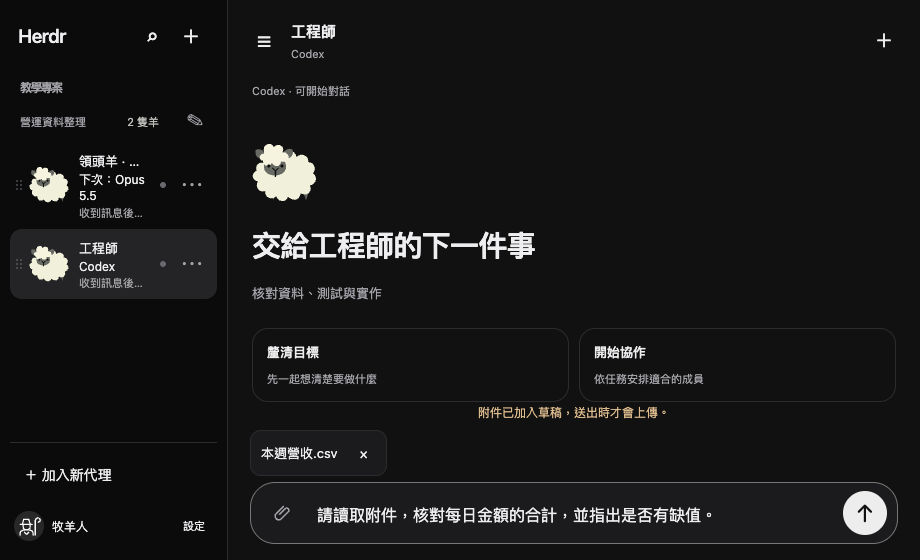 Herdr
教學專案
營運資料整理
2 隻羊
領頭羊 · ...
下次：Opus
5.5
收到訊息後...
工程師
Codex
收到訊息後...
+ 加入新代理
牧羊人
設定
工程師
Codex
Codex · 可開始對話
交給工程師的下一件事
核對資料、測試與實作
釐清目標
先一起想清楚要做什麼
開始協作
依任務安排適合的成員
附件已加入草稿，送出時才會上傳。
本週營收.csv
請讀取附件，核對每日金額的合計，並指出是否有缺值。